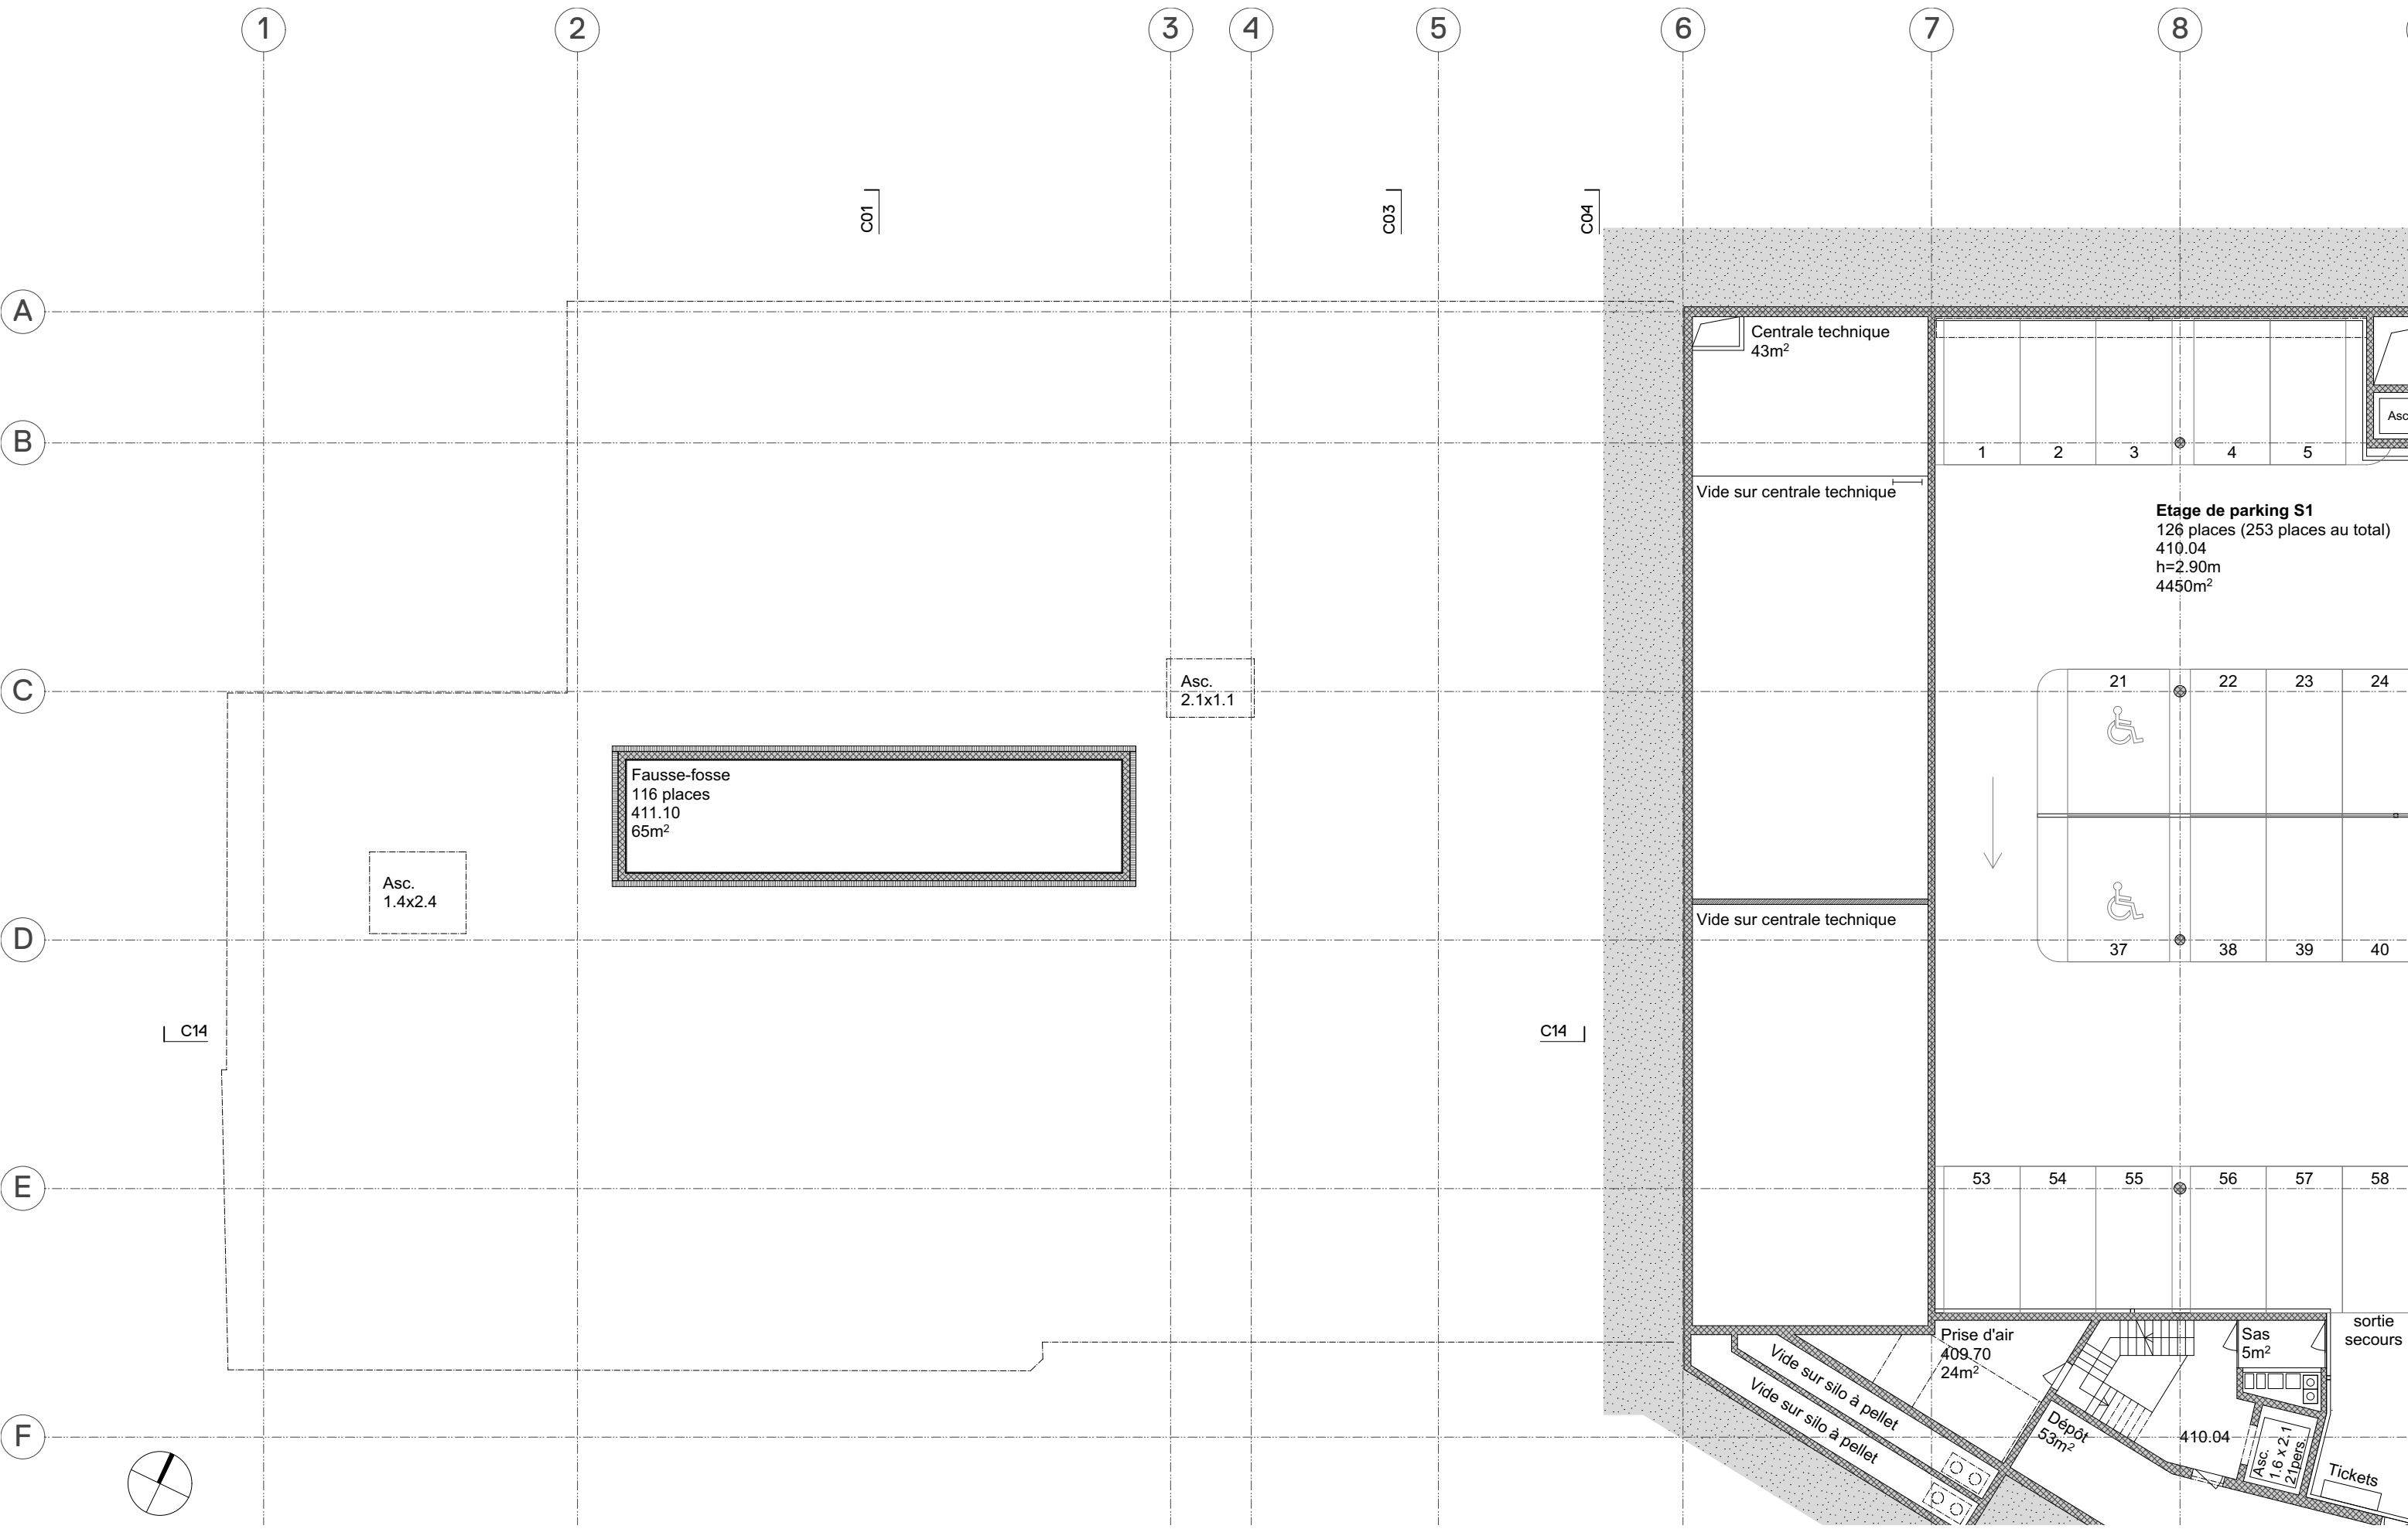 1 2 3 4 5 6 7 8
C01
C03
C04
A
Centrale technique
43m²
Asc
B
1 2 3 4 5
Vide sur centrale technique
Etage de parking S1
126 places (253 places au total)
410.04
h=2.90m
4450m²
C
Asc.
2.1x1.1
21 22 23 24
Fausse-fosse
116 places
411.10
65m²
Asc.
1.4x2.4
Vide sur centrale technique
D
37 38 39 40
C14
C14
E
53 54 55 56 57 58
sortie
secours
Prise d'air
409.70
24m²
Sas
5m²
Vide sur silo à pellet
Vide sur silo à pellet
Dépôt
53m²
F
410.04
Asc.
1.6 x 2.1
21pers.
Tickets